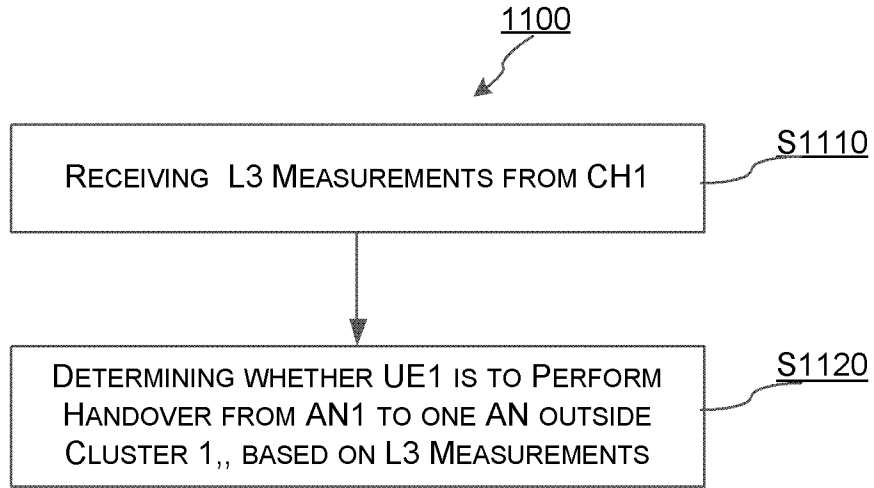 1100
RECEIVING L3 MEASUREMENTS FROM CH1
S1110
DETERMINING WHETHER UE1 IS TO PERFORM
HANDOVER FROM AN1 TO ONE AN OUTSIDE
CLUSTER 1,, BASED ON L3 MEASUREMENTS
S1120